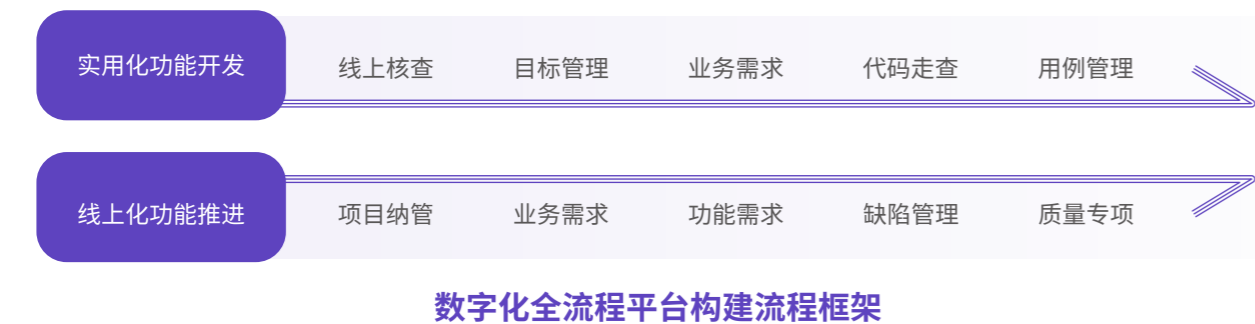 实用化功能开发 线上核查 目标管理 业务需求 代码走查 用例管理
线上化功能推进 项目纳管 业务需求 功能需求 缺陷管理 质量专项
数字化全流程平台构建流程框架